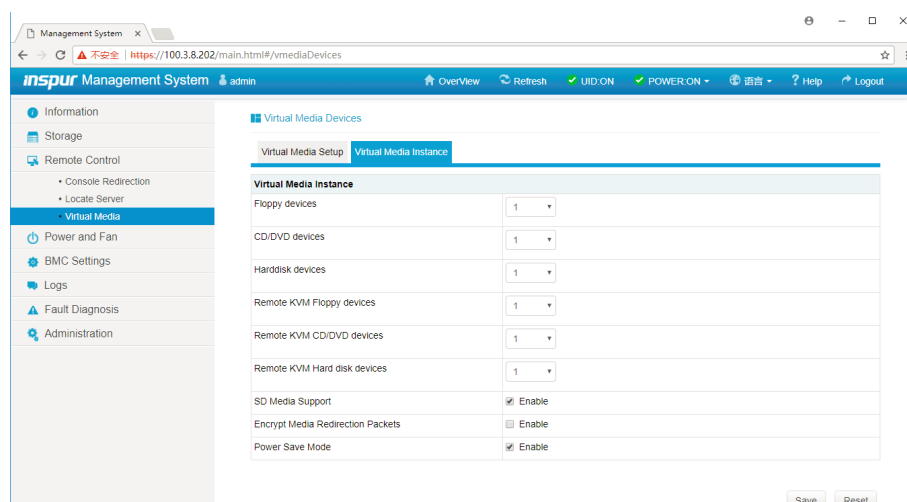 Management System
不安全 | https://100.3.8.202/main.html#/vmediaDevices
inspur Management System admin OverView Refresh UID:ON POWER:ON 语言 ? Help Logout
Information
Storage
Remote Control
• Console Redirection
• Locate Server
• Virtual Media
Power and Fan
BMC Settings
Logs
Fault Diagnosis
Administration
Virtual Media Devices
Virtual Media Setup Virtual Media Instance
Virtual Media Instance
Floppy devices 1
CD/DVD devices 1
Harddisk devices 1
Remote KVM Floppy devices 1
Remote KVM CD/DVD devices 1
Remote KVM Hard disk devices 1
SD Media Support Enable
Encrypt Media Redirection Packets Enable
Power Save Mode Enable
Save Reset